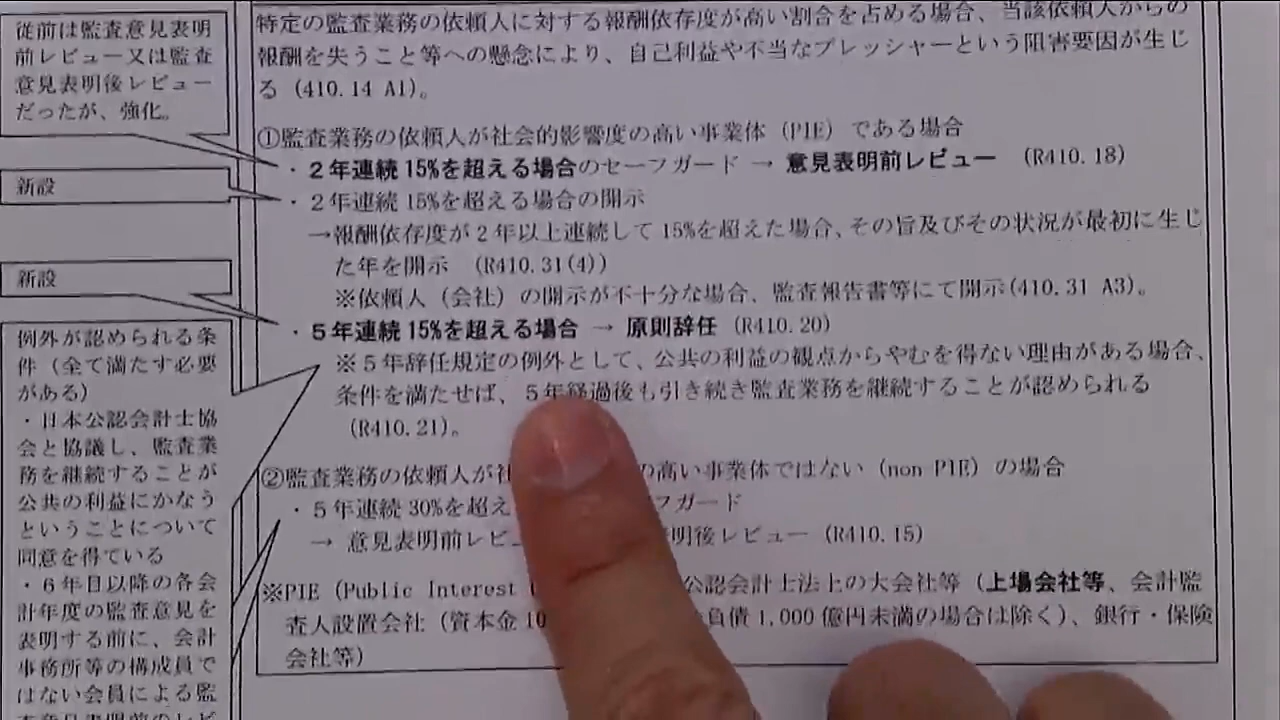 従前は監査意見表明
前レビュー又は監査
意見表明後レビュー
だったが、強化。
新設
新設
例外が認められる条
件（全て満たす必要
がある）
・日本公認会計士協
会と協議し、監査業
務を継続することが
公共の利益にかなう
ということについて
同意を得ている
・６年目以降の各会
計年度の監査意見を
表明する前に、会計
事務所等の構成員で
はない会員による監
特定の監査業務の依頼人に対する報酬依存度が高い割合を占める場合、当該依頼人からの
報酬を失うこと等への懸念により、自己利益や不当なプレッシャーという阻害要因が生じ
る（410.14 A1）。
①監査業務の依頼人が社会的影響度の高い事業体（PIE）である場合
・２年連続 15%を超える場合のセーフガード → 意見表明前レビュー （R410.18）
・２年連続 15%を超える場合の開示
→報酬依存度が２年以上連続して 15%を超えた場合、その旨及びその状況が最初に生じ
た年を開示 （R410.31(4)）
※依頼人（会社）の開示が不十分な場合、監査報告書等にて開示(410.31 A3)。
・５年連続 15%を超える場合 → 原則辞任（R410.20）
※５年辞任規定の例外として、公共の利益の観点からやむを得ない理由がある場合、
条件を満たせば、５年経過後も引き続き監査業務を継続することが認められる
（R410.21）。
②監査業務の依頼人が社 の高い事業体ではない（non PIE）の場合
・５年連続 30%を超え フガード
→ 意見表明前レビュ 明後レビュー（R410.15）
※PIE（Public Interest 公認会計士法上の大会社等（上場会社等、会計監
査人設置会社（資本金 10 負債 1,000 億円未満の場合は除く）、銀行・保険
会社等）